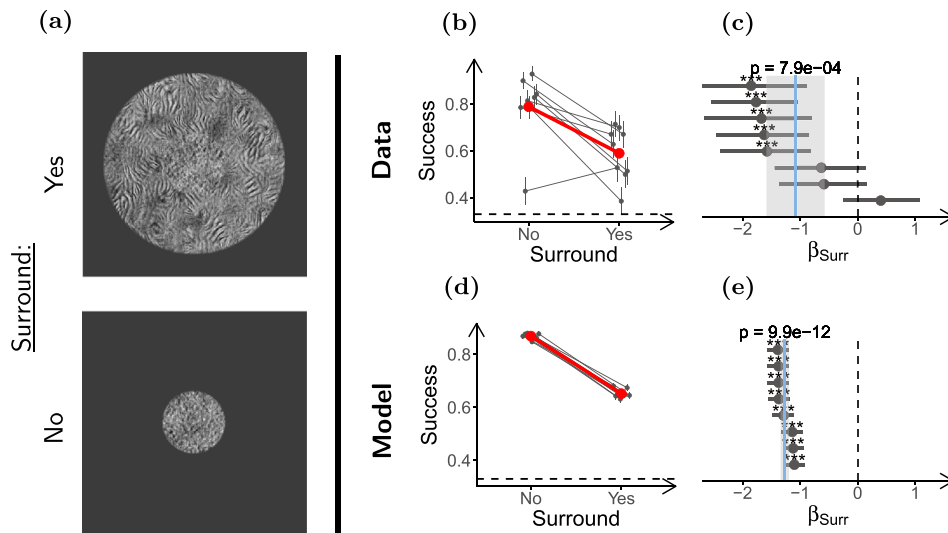 (a)
Surround:
Yes
No
Data
Model
(b)
Success
0.8
0.6
0.4
No
Yes
Surround
(c)
p = 7.9e−04
***
***
***
***
***
−2
−1
0
βSurr
(d)
Success
0.8
0.6
0.4
No
Yes
Surround
(e)
p = 9.9e−12
***
***
***
***
***
***
***
***
−2
−1
0
βSurr